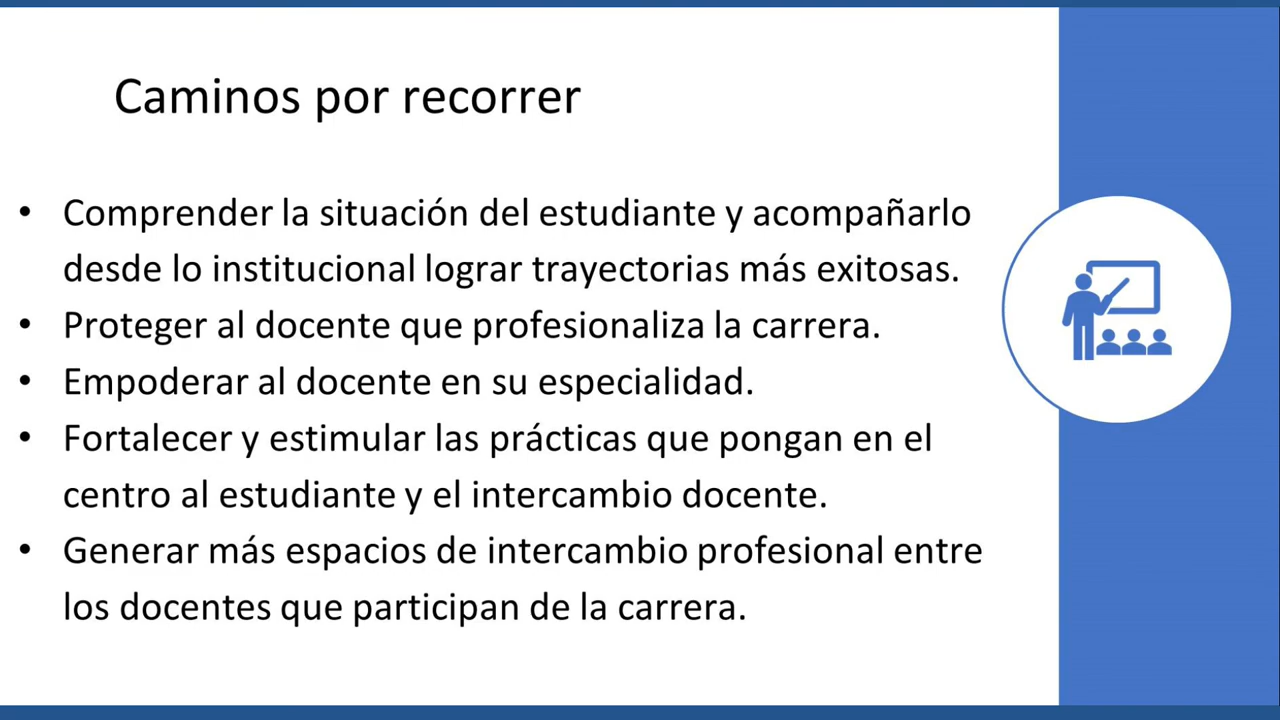 Caminos por recorrer
• Comprender la situación del estudiante y acompañarlo
desde lo institucional lograr trayectorias más exitosas.
• Proteger al docente que profesionaliza la carrera.
• Empoderar al docente en su especialidad.
• Fortalecer y estimular las prácticas que pongan en el
centro al estudiante y el intercambio docente.
• Generar más espacios de intercambio profesional entre
los docentes que participan de la carrera.